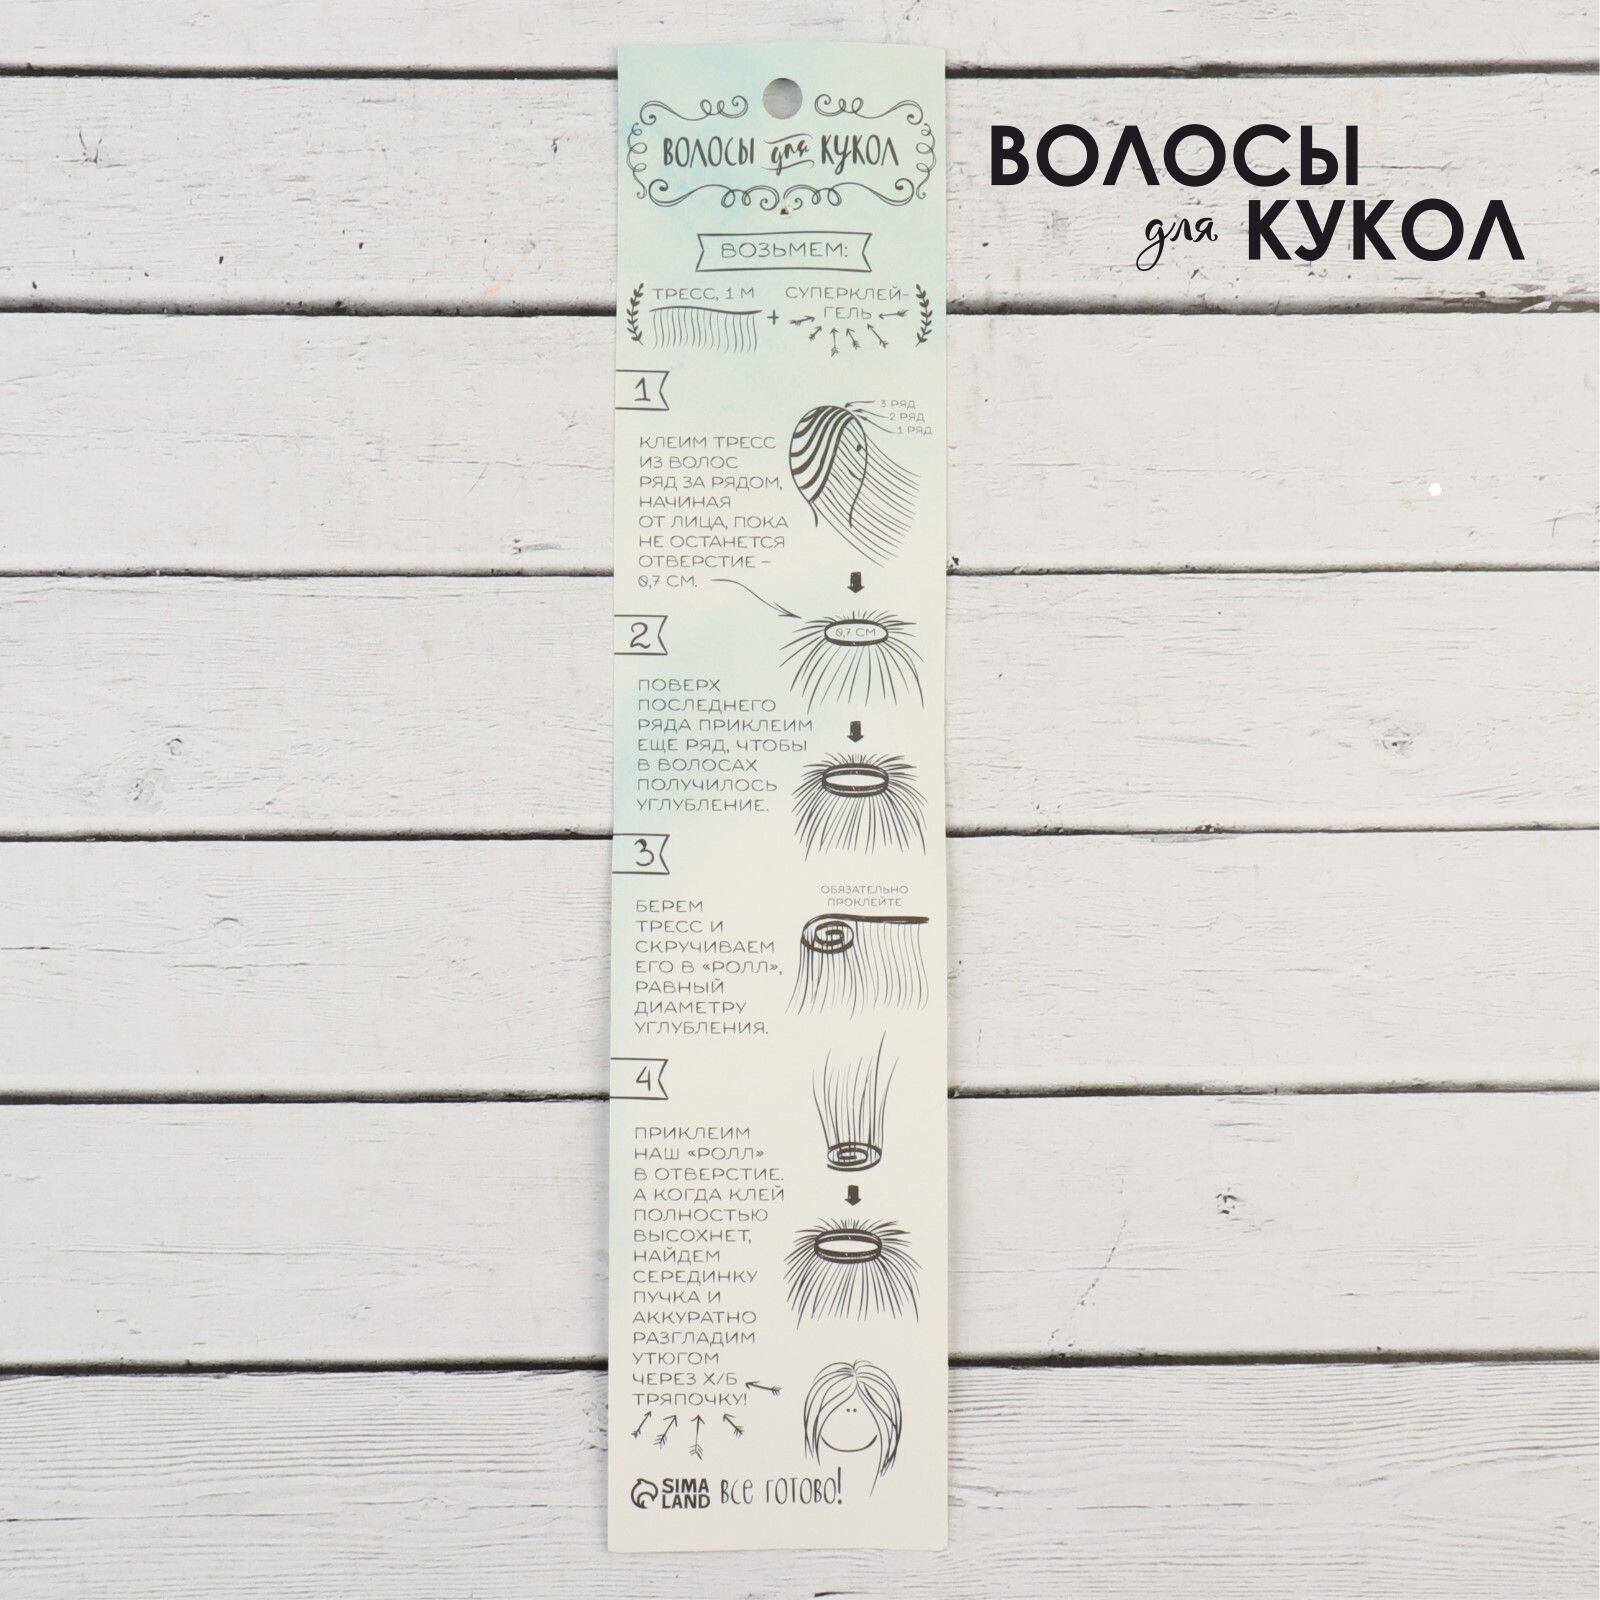 ВОЛОСЫ для КУКОЛ
ВОЛОСЫ
для КУКОЛ
ВОЗЬМЕМ:
ТРЕСС, 1 М + СУПЕРКЛЕЙ-
ГЕЛЬ
1
3 РЯД
2 РЯД
1 РЯД
КЛЕИМ ТРЕСС
ИЗ ВОЛОС
РЯД ЗА РЯДОМ,
НАЧИНАЯ
ОТ ЛИЦА, ПОКА
НЕ ОСТАНЕТСЯ
ОТВЕРСТИЕ –
0,7 СМ.
0,7 СМ
2
ПОВЕРХ
ПОСЛЕДНЕГО
РЯДА ПРИКЛЕИМ
ЕЩЕ РЯД, ЧТОБЫ
В ВОЛОСАХ
ПОЛУЧИЛОСЬ
УГЛУБЛЕНИЕ.
3
ОБЯЗАТЕЛЬНО
ПРОКЛЕЙТЕ
БЕРЕМ
ТРЕСС И
СКРУЧИВАЕМ
ЕГО В «РОЛЛ»,
РАВНЫЙ
ДИАМЕТРУ
УГЛУБЛЕНИЯ.
4
ПРИКЛЕИМ
НАШ «РОЛЛ»
В ОТВЕРСТИЕ.
А КОГДА КЛЕЙ
ПОЛНОСТЬЮ
ВЫСОХНЕТ,
НАЙДЕМ
СЕРЕДИНКУ
ПУЧКА И
АККУРАТНО
РАЗГЛАДИМ
УТЮГОМ
ЧЕРЕЗ Х/Б
ТРЯПОЧКУ!
SIMA
LAND
ВСЕ ГОТОВО!